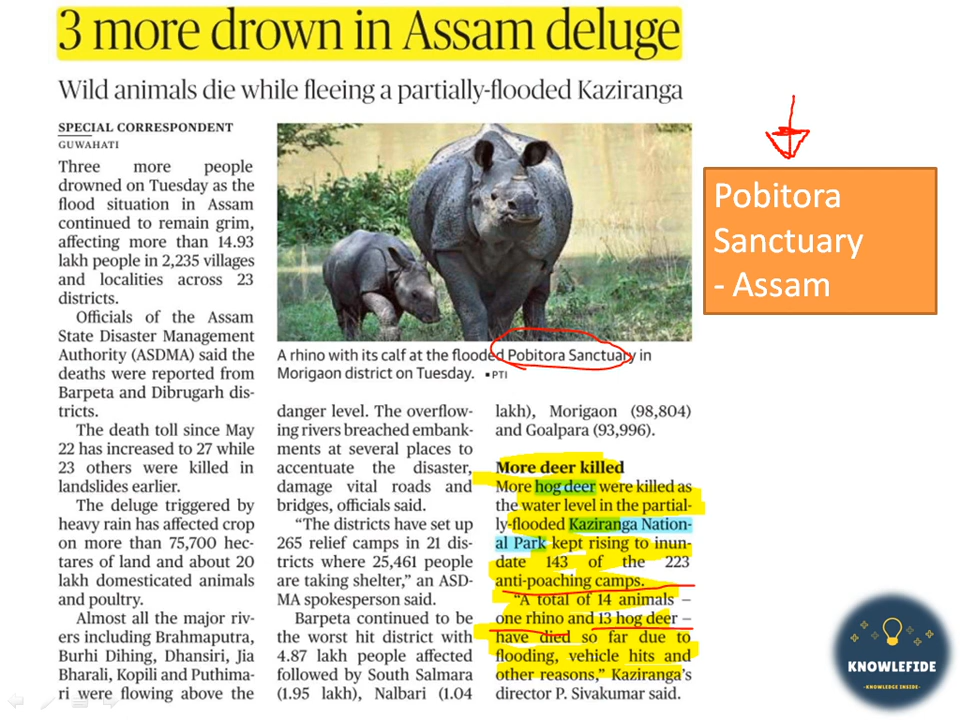 3 more drown in Assam deluge
Wild animals die while fleeing a partially-flooded Kaziranga
SPECIAL CORRESPONDENT
GUWAHATI
Three more people
drowned on Tuesday as the
flood situation in Assam
continued to remain grim,
affecting more than 14.93
lakh people in 2,235 villages
and localities across 23
districts.
Officials of the Assam
State Disaster Management
Authority (ASDMA) said the
deaths were reported from
Barpeta and Dibrugarh dis-
tricts.
The death toll since May
22 has increased to 27 while
23 others were killed in
landslides earlier.
The deluge triggered by
heavy rain has affected crop
on more than 75,700 hec-
tares of land and about 20
lakh domesticated animals
and poultry.
Almost all the major riv-
ers including Brahmaputra,
Burhi Dihing, Dhansiri, Jia
Bharali, Kopili and Puthima-
ri were flowing above the
A rhino with its calf at the flooded Pobitora Sanctuary in
Morigaon district on Tuesday. ▪PTI
danger level. The overflow-
ing rivers breached embank-
ments at several places to
accentuate the disaster,
damage vital roads and
bridges, officials said.
“The districts have set up
265 relief camps in 21 dis-
tricts where 25,461 people
are taking shelter,” an ASD-
MA spokesperson said.
Barpeta continued to be
the worst hit district with
4.87 lakh people affected
followed by South Salmara
(1.95 lakh), Nalbari (1.04
lakh), Morigaon (98,804)
and Goalpara (93,996).
More deer killed
More hog deer were killed as
the water level in the partial-
ly-flooded Kaziranga Nation-
al Park kept rising to inun-
date 143 of the 223
anti-poaching camps.
“A total of 14 animals –
one rhino and 13 hog deer –
have died so far due to
flooding, vehicle hits and
other reasons,” Kaziranga’s
director P. Sivakumar said.
Pobitora
Sanctuary
- Assam
KNOWLEFIDE
-KNOWLEDGE INSIDE-